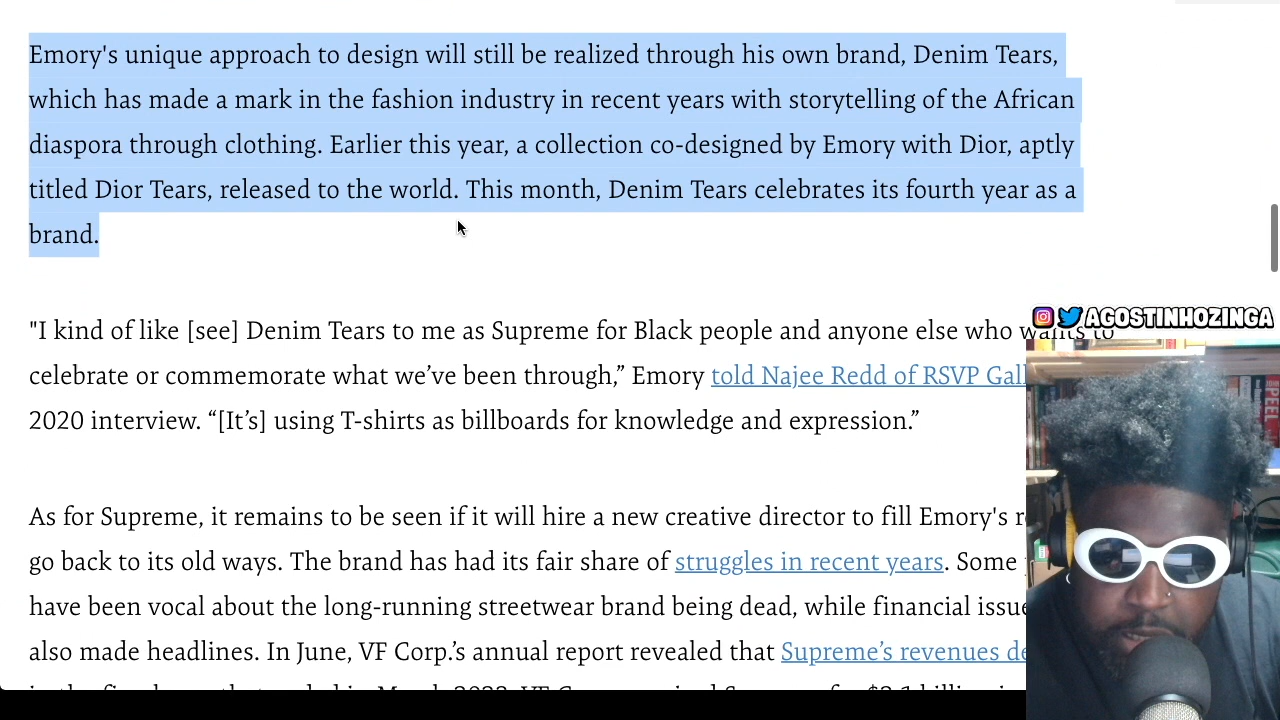 Emory's unique approach to design will still be realized through his own brand, Denim Tears,
which has made a mark in the fashion industry in recent years with storytelling of the African
diaspora through clothing. Earlier this year, a collection co-designed by Emory with Dior, aptly
titled Dior Tears, released to the world. This month, Denim Tears celebrates its fourth year as a
brand.
"I kind of like [see] Denim Tears to me as Supreme for Black people and anyone else who wants to
celebrate or commemorate what we’ve been through,” Emory told Najee Redd of RSVP
2020 interview. “[It’s] using T-shirts as billboards for knowledge and expression.”
As for Supreme, it remains to be seen if it will hire a new creative director to fill Emory's
go back to its old ways. The brand has had its fair share of struggles in recent years. Some
have been vocal about the long-running streetwear brand being dead, while financial
also made headlines. In June, VF Corp.’s annual report revealed that Supreme’s revenues
AGOSTINHOZINGA